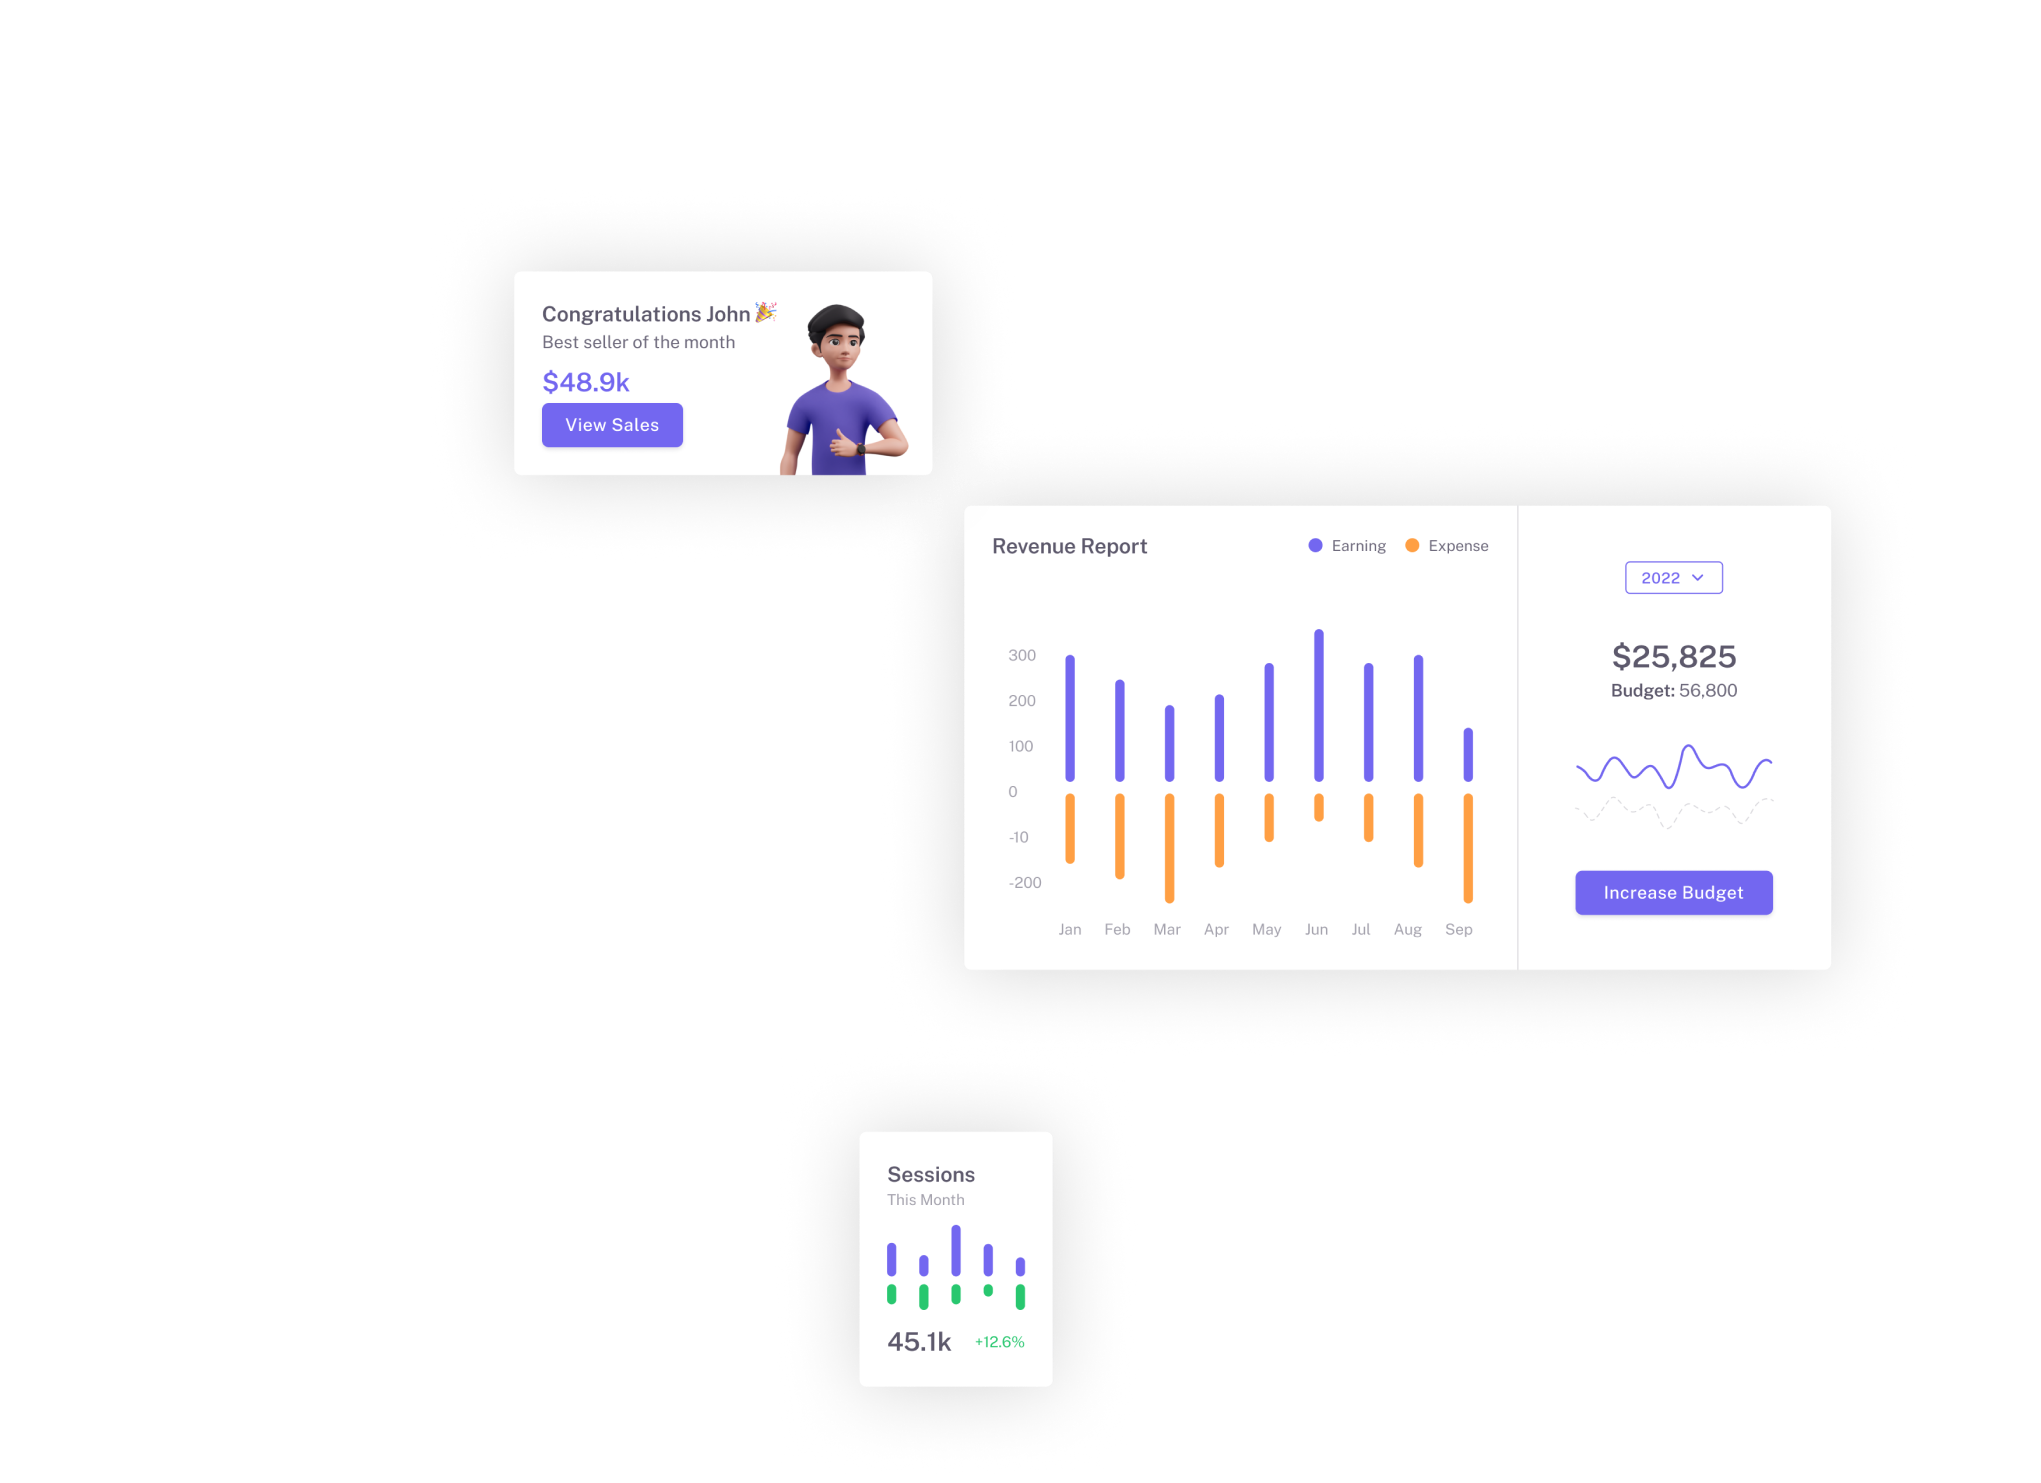 Congratulations John 🎉
Best seller of the month
$48.9k
View Sales
Revenue Report
Earning
Expense
300
200
100
0
-10
-200
Jan Feb Mar Apr May Jun Jul Aug Sep
2022
$25,825
Budget: 56,800
Increase Budget
Sessions
This Month
45.1k +12.6%